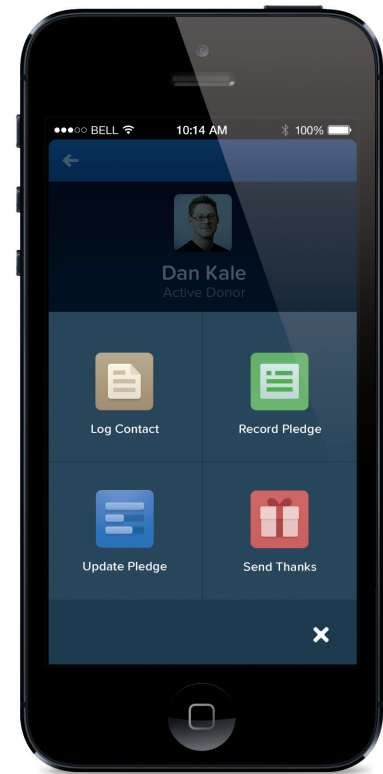 BELL 10:14 AM 100%
Dan Kale
Active Donor
Log Contact Record Pledge
Update Pledge Send Thanks